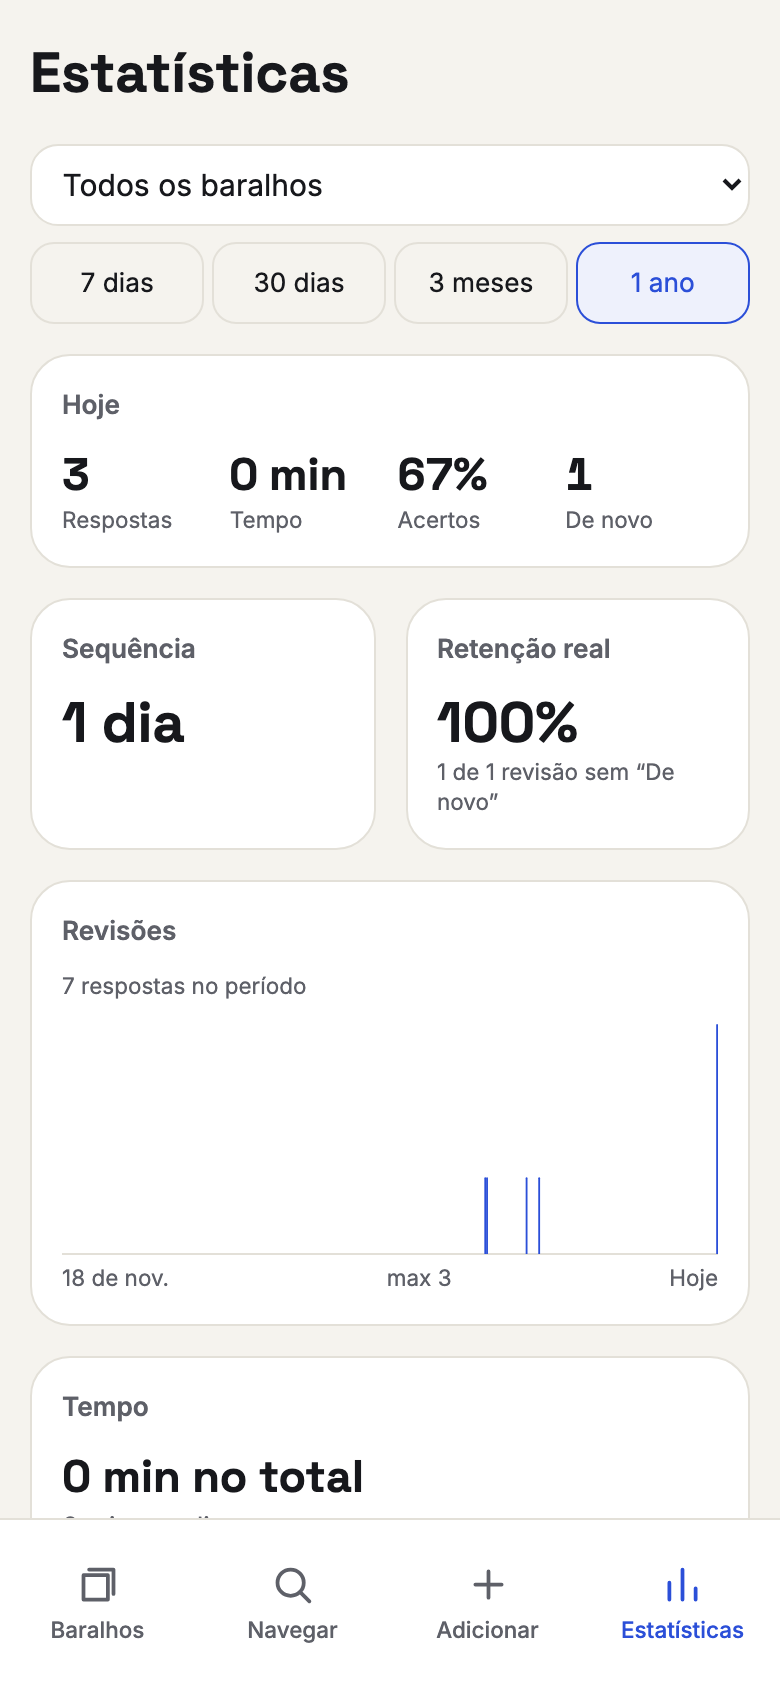 Estatísticas
Todos os baralhos
7 dias 30 dias 3 meses 1 ano
Hoje
3 0 min 67% 1
Respostas Tempo Acertos De novo
Sequência
1 dia
Retenção real
100%
1 de 1 revisão sem “De
novo”
Revisões
7 respostas no período
18 de nov. max 3 Hoje
Tempo
0 min no total
Baralhos Navegar Adicionar Estatísticas